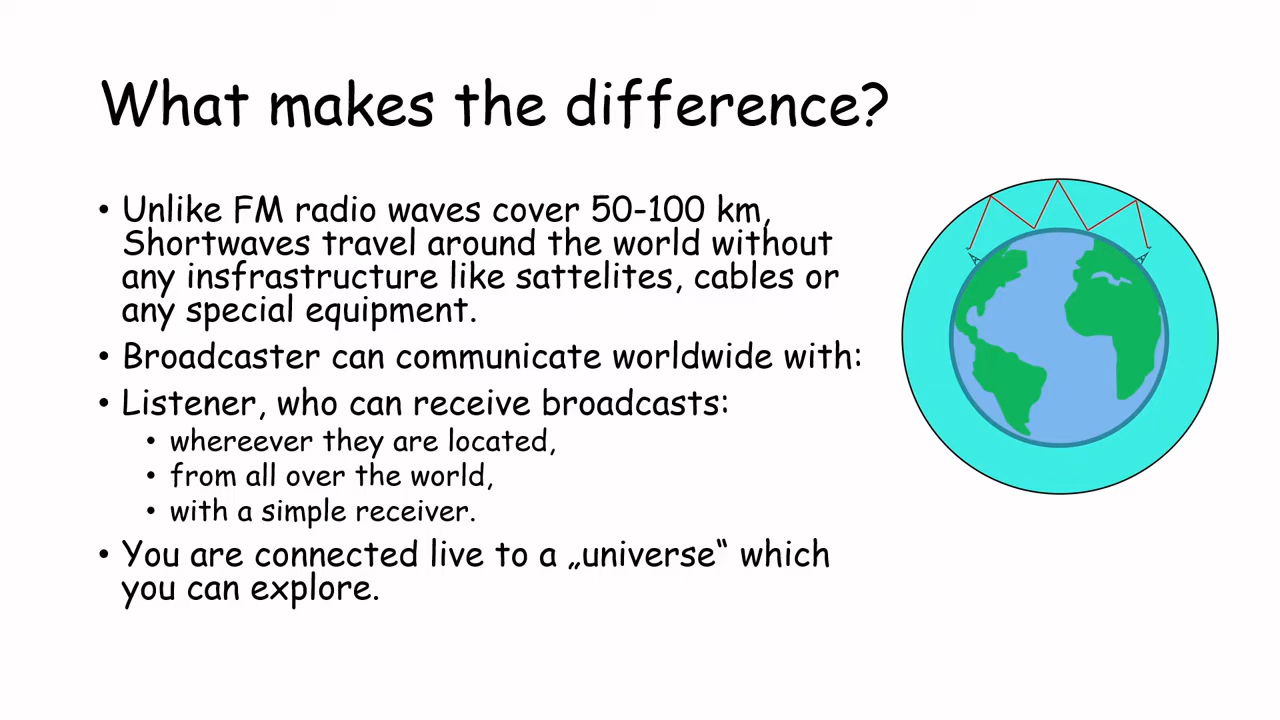 What makes the difference?
• Unlike FM radio waves cover 50-100 km,
Shortwaves travel around the world without
any insfrastructure like sattelites, cables or
any special equipment.
• Broadcaster can communicate worldwide with:
• Listener, who can receive broadcasts:
• whereever they are located,
• from all over the world,
• with a simple receiver.
• You are connected live to a „universe“ which
you can explore.